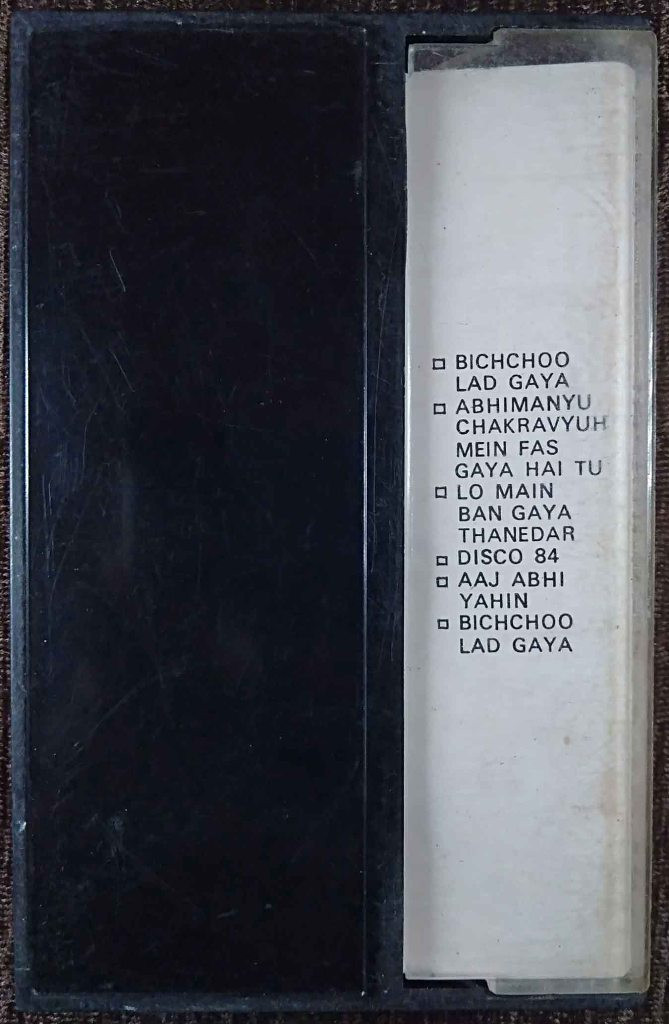 □ BICHCHOO
LAD GAYA
□ ABHIMANYU
CHAKRAVYUH
MEIN FAS
GAYA HAI TU
□ LO MAIN
BAN GAYA
THANEDAR
□ DISCO 84
□ AAJ ABHI
YAHIN
□ BICHCHOO
LAD GAYA